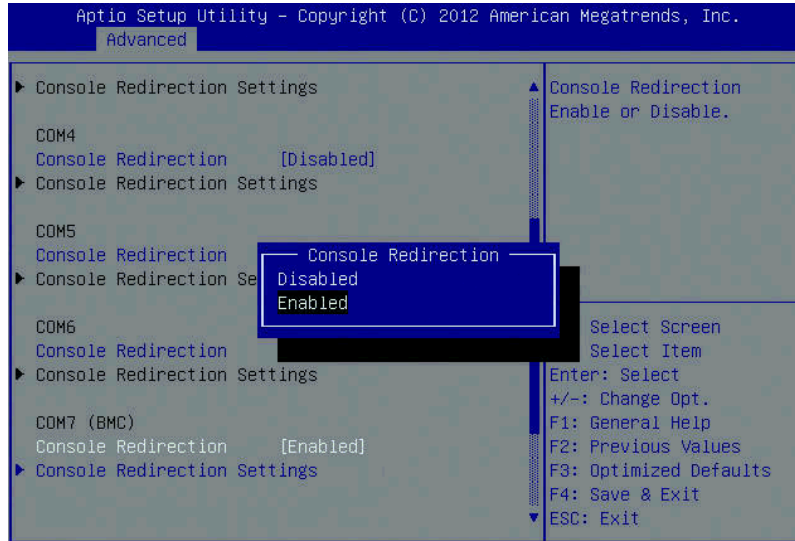 Aptio Setup Utility – Copyright (C) 2012 American Megatrends, Inc.
Advanced
Console Redirection Settings
COM4
Console Redirection [Disabled]
Console Redirection Settings
COM5
Console Redirection
Console Redirection Se
COM6
Console Redirection
Console Redirection Settings
COM7 (BMC)
Console Redirection [Enabled]
Console Redirection Settings
Console Redirection
Disabled
Enabled
Console Redirection
Enable or Disable.
Select Screen
Select Item
Enter: Select
+/-: Change Opt.
F1: General Help
F2: Previous Values
F3: Optimized Defaults
F4: Save & Exit
ESC: Exit